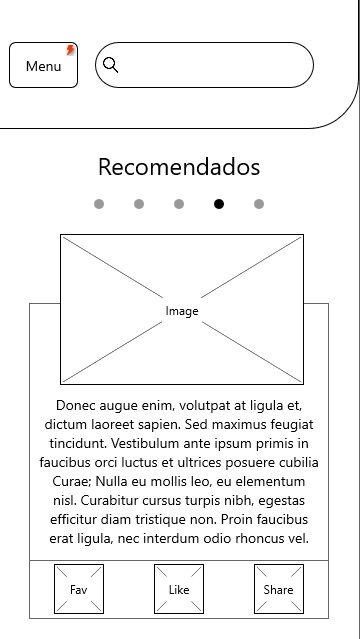 Menu
Recomendados
Image
Donec augue enim, volutpat at ligula et,
dictum laoreet sapien. Sed maximus feugiat
tincidunt. Vestibulum ante ipsum primis in
faucibus orci luctus et ultrices posuere cubilia
Curae; Nulla eu mollis leo, eu elementum
nisl. Curabitur cursus turpis nibh, egestas
efficitur diam tristique non. Proin faucibus
erat ligula, nec interdum odio rhoncus vel.
Fav
Like
Share